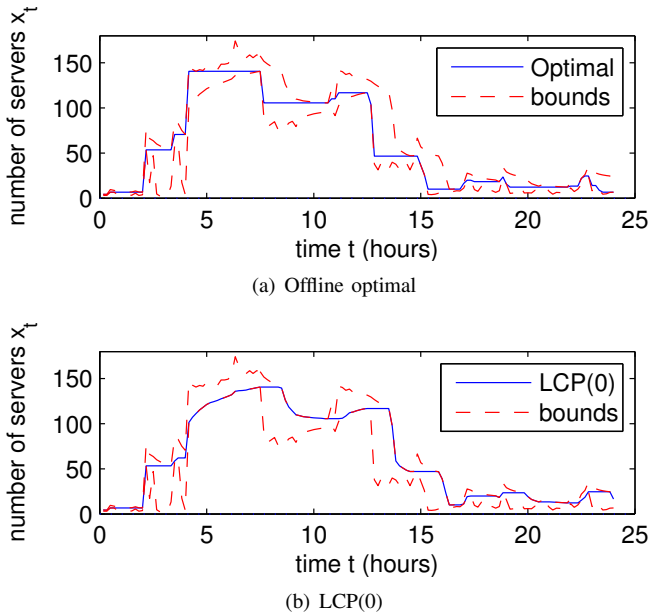 number of servers x_t
150
100
50
0
Optimal
bounds
0 5 10 15 20 25
time t (hours)
(a) Offline optimal
number of servers x_t
150
100
50
0
LCP(0)
bounds
0 5 10 15 20 25
time t (hours)
(b) LCP(0)